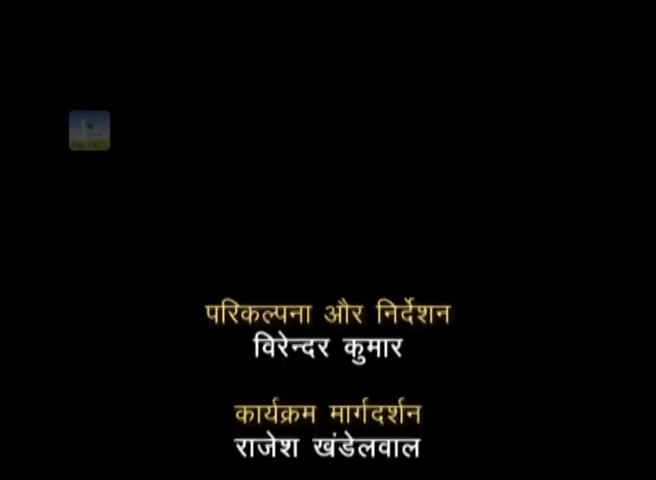 परिकल्पना और निर्देशन
विरेन्दर कुमार
कार्यक्रम मार्गदर्शन
राजेश खंडेलवाल